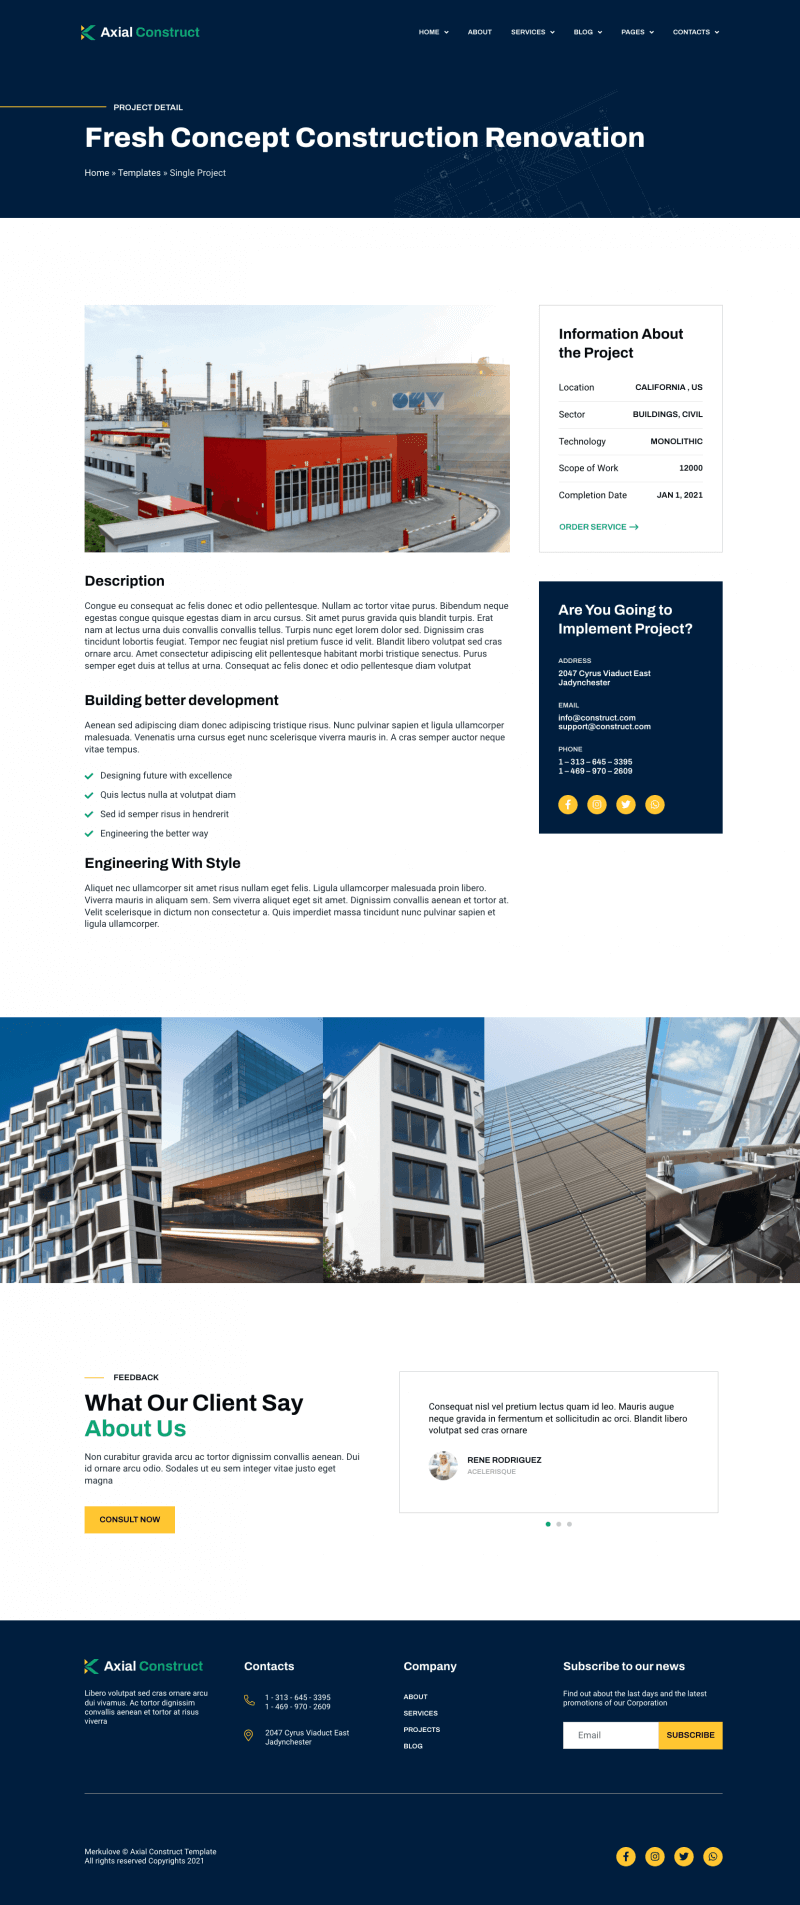 Axial Construct
HOME
ABOUT
SERVICES
BLOG
PAGES
CONTACTS
PROJECT DETAIL
Fresh Concept Construction Renovation
Home » Templates » Single Project
OMV
Description
Congue eu consequat ac felis donec et odio pellentesque. Nullam ac tortor vitae purus. Bibendum neque
egestas congue quisque egestas diam in arcu cursus. Sit amet purus gravida quis blandit turpis. Erat
nam at lectus urna duis convallis convallis tellus. Turpis nunc eget lorem dolor sed. Dignissim cras
tincidunt lobortis feugiat. Tempor nec feugiat nisl pretium fusce id velit. Blandit libero volutpat sed cras
ornare arcu. Amet consectetur adipiscing elit pellentesque habitant morbi tristique senectus. Purus
semper eget duis at tellus at urna. Consequat ac felis donec et odio pellentesque diam volutpat
Building better development
Aenean sed adipiscing diam donec adipiscing tristique risus. Nunc pulvinar sapien et ligula ullamcorper
malesuada. Venenatis urna cursus eget nunc scelerisque viverra mauris in. A cras semper auctor neque
vitae tempus.
Designing future with excellence
Quis lectus nulla at volutpat diam
Sed id semper risus in hendrerit
Engineering the better way
Engineering With Style
Aliquet nec ullamcorper sit amet risus nullam eget felis. Ligula ullamcorper malesuada proin libero.
Viverra mauris in aliquam sem. Sem viverra aliquet eget sit amet. Dignissim convallis aenean et tortor at.
Velit scelerisque in dictum non consectetur a. Quis imperdiet massa tincidunt nunc pulvinar sapien et
ligula ullamcorper.
Information About
the Project
Location CALIFORNIA , US
Sector BUILDINGS, CIVIL
Technology MONOLITHIC
Scope of Work 12000
Completion Date JAN 1, 2021
ORDER SERVICE
Are You Going to
Implement Project?
ADDRESS
2047 Cyrus Viaduct East
Jadynchester
EMAIL
info@construct.com
support@construct.com
PHONE
1 – 313 – 645 – 3395
1 – 469 – 970 – 2609
FEEDBACK
What Our Client Say
About Us
Non curabitur gravida arcu ac tortor dignissim convallis aenean. Dui
id ornare arcu odio. Sodales ut eu sem integer vitae justo eget
magna
CONSULT NOW
Consequat nisl vel pretium lectus quam id leo. Mauris augue
neque gravida in fermentum et sollicitudin ac orci. Blandit libero
volutpat sed cras ornare
RENE RODRIGUEZ
ACELERISQUE
Axial Construct
Libero volutpat sed cras ornare arcu
dui vivamus. Ac tortor dignissim
convallis aenean et tortor at risus
viverra
Contacts
1 - 313 - 645 - 3395
1 - 469 - 970 - 2609
2047 Cyrus Viaduct East
Jadynchester
Company
ABOUT
SERVICES
PROJECTS
BLOG
Subscribe to our news
Find out about the last days and the latest
promotions of our Corporation
Email
SUBSCRIBE
Merkulove © Axial Construct Template
All rights reserved Copyrights 2021